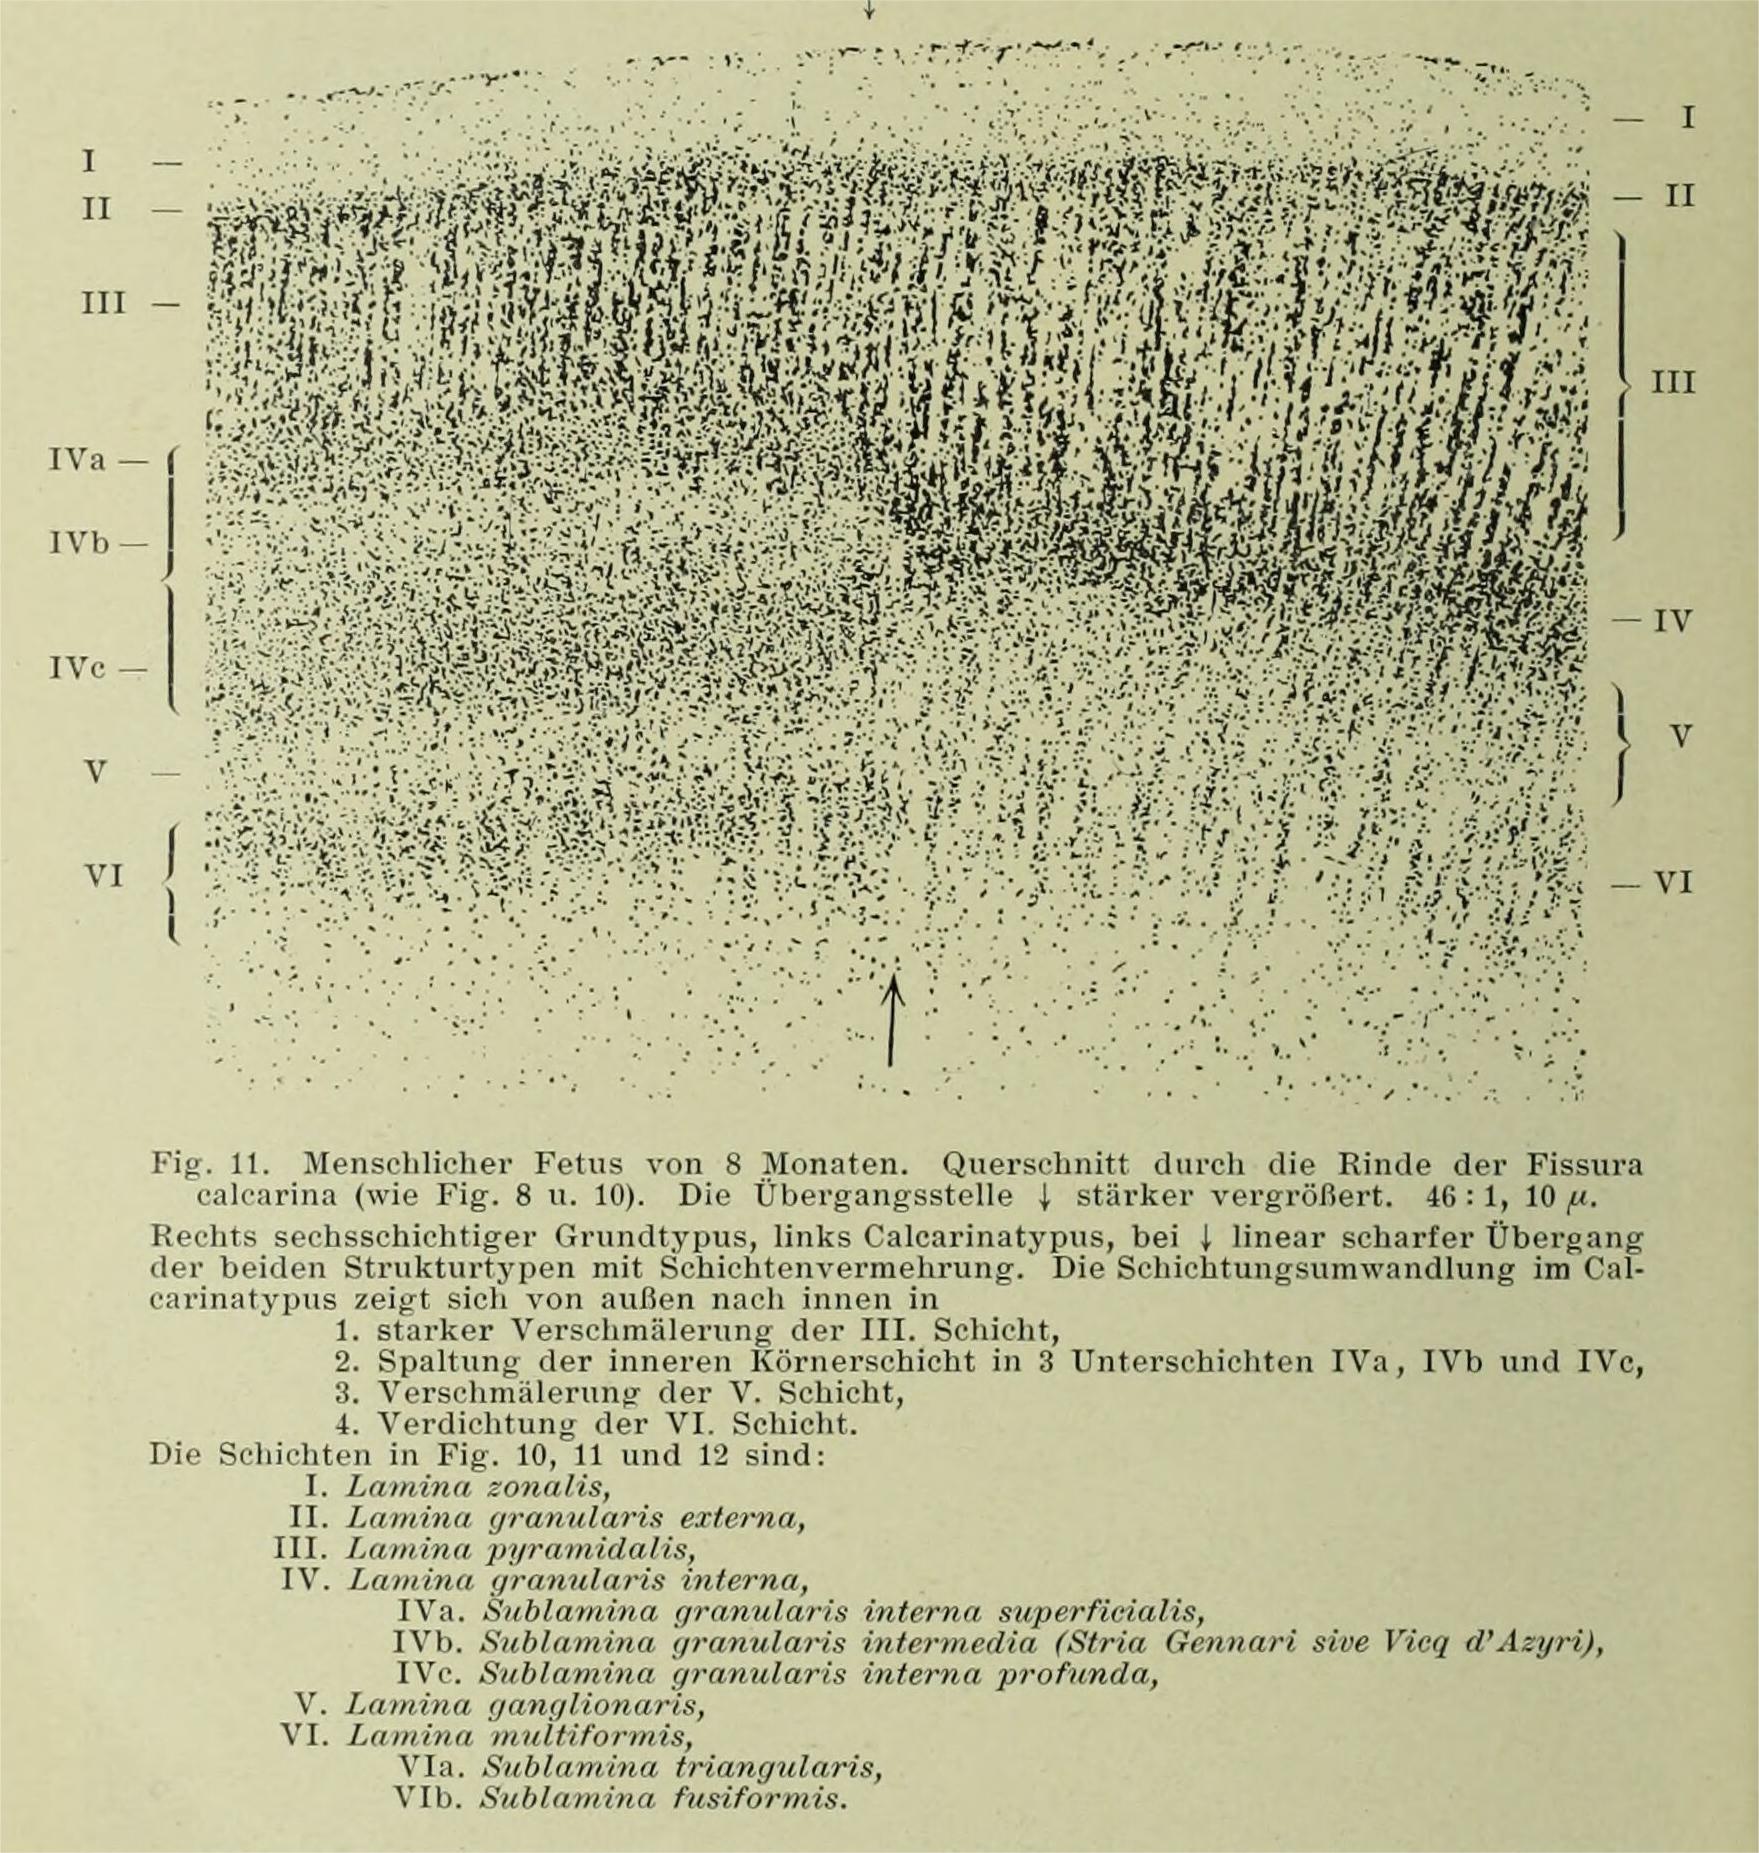 ↓
I
I
II
II
III
III
IVa
IVb
IVc
IV
V
V
VI
VI
Fig. 11. Menschlicher Fetus von 8 Monaten. Querschnitt durch die Rinde der Fissura
calcarina (wie Fig. 8 u. 10). Die Übergangsstelle ↓ stärker vergrößert. 46 : 1, 10 μ.
Rechts sechsschichtiger Grundtypus, links Calcarinatypus, bei ↓ linear scharfer Übergang
der beiden Strukturtypen mit Schichtenvermehrung. Die Schichtungsumwandlung im Cal-
carinatypus zeigt sich von außen nach innen in
1. starker Verschmälerung der III. Schicht,
2. Spaltung der inneren Körnerschicht in 3 Unterschichten IVa, IVb und IVc,
3. Verschmälerung der V. Schicht,
4. Verdichtung der VI. Schicht.
Die Schichten in Fig. 10, 11 und 12 sind:
I. Lamina zonalis,
II. Lamina granularis externa,
III. Lamina pyramidalis,
IV. Lamina granularis interna,
IVa. Sublamina granularis interna superficialis,
IVb. Sublamina granularis intermedia (Stria Gennari sive Vicq d'Azyri),
IVc. Sublamina granularis interna profunda,
V. Lamina ganglionaris,
VI. Lamina multiformis,
VIa. Sublamina triangularis,
VIb. Sublamina fusiformis.